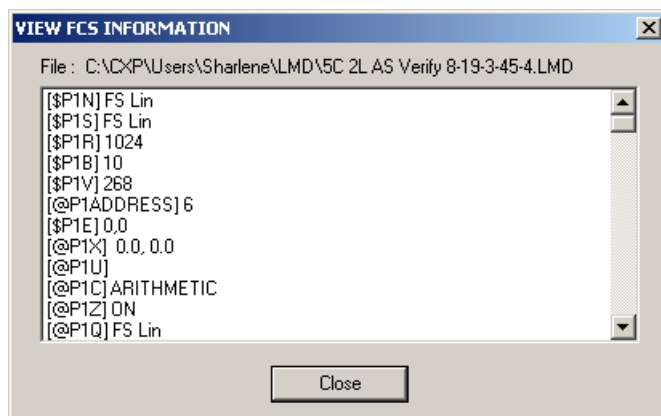 VIEW FCS INFORMATION
File : C:\CXP\Users\Sharlene\LMD\5C 2L AS Verify 8-19-3-45-4.LMD
[$P1N] FS Lin
[$P1S] FS Lin
[$P1R] 1024
[$P1B] 10
[$P1V] 268
[@P1ADDRESS] 6
[$P1E] 0,0
[@P1X]  0.0, 0.0
[@P1U]
[@P1C] ARITHMETIC
[@P1Z] ON
[@P1Q] FS Lin
Close